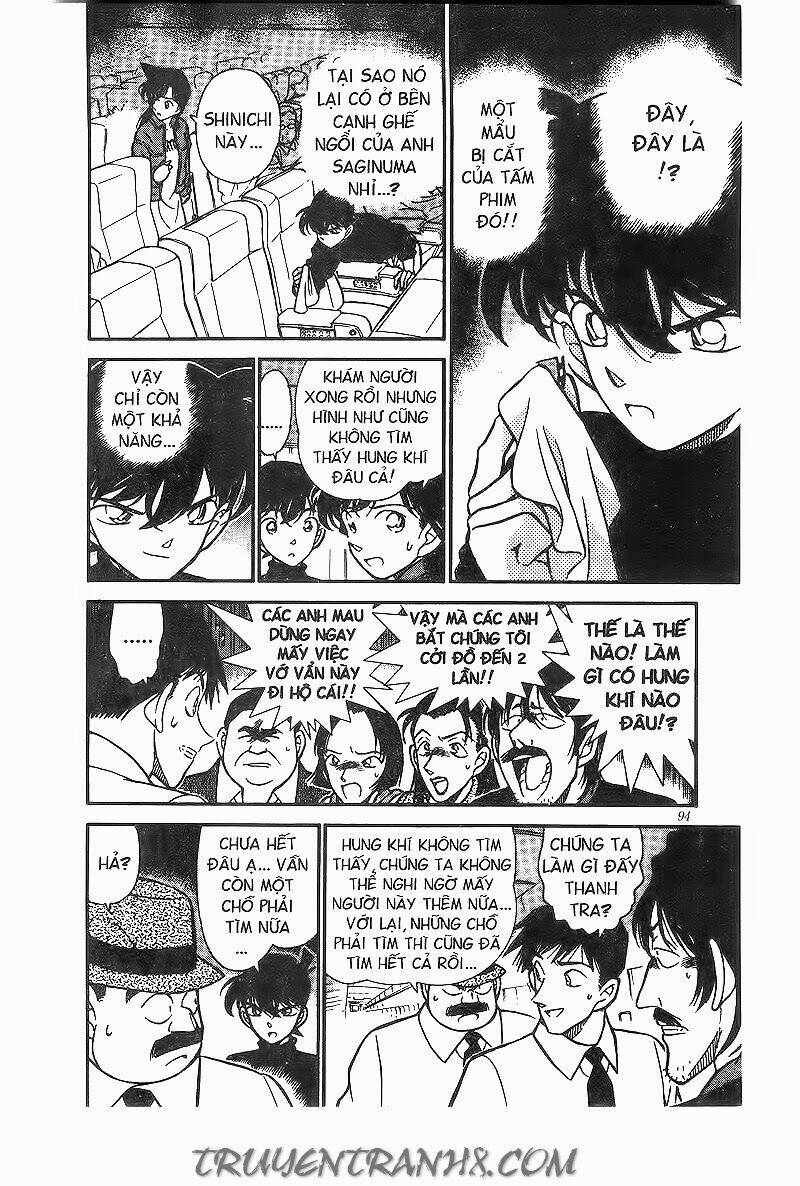 ĐÂY,
ĐÂY LÀ
!?
MỘT
MẨU
BỊ CẮT
CỦA TẤM
PHIM
ĐÓ!!
TẠI SAO NÓ
LẠI CÓ Ở BÊN
CẠNH GHẾ
NGỒI CỦA ANH
SAGINUMA
NHỈ...?
SHINICHI
NÀY...
KHÁM NGƯỜI
XONG RỒI NHƯNG
HÌNH NHƯ CŨNG
KHÔNG TÌM
THẤY HUNG KHÍ
ĐÂU CẢ!
......
VẬY
CHỈ CÒN
MỘT KHẢ
NĂNG...
THẾ LÀ THẾ
NÀO! LÀM
GÌ CÓ HUNG
KHÍ NÀO
ĐÂU!?
VẬY MÀ CÁC ANH
BẮT CHÚNG TÔI
CỞI ĐỒ ĐẾN 2
LẦN!!
CÁC ANH MAU
DỪNG NGAY
MẤY VIỆC
VỚ VẨN NÀY
ĐI HỘ CÁI!!
.....
94
CHÚNG TA
LÀM GÌ ĐẤY
THANH
TRA?
HUNG KHÍ KHÔNG TÌM
THẤY, CHÚNG TA KHÔNG
THỂ NGHI NGỜ MẤY
NGƯỜI NÀY THÊM NỮA...
VỚI LẠI, NHỮNG CHỖ
PHẢI TÌM THÌ CŨNG ĐÃ
TÌM HẾT CẢ RỒI...
CHƯA HẾT
ĐÂU Ạ... VẪN
CÒN MỘT
CHỖ PHẢI
TÌM NỮA
...
HẢ?
TRUYENTRANH8.COM